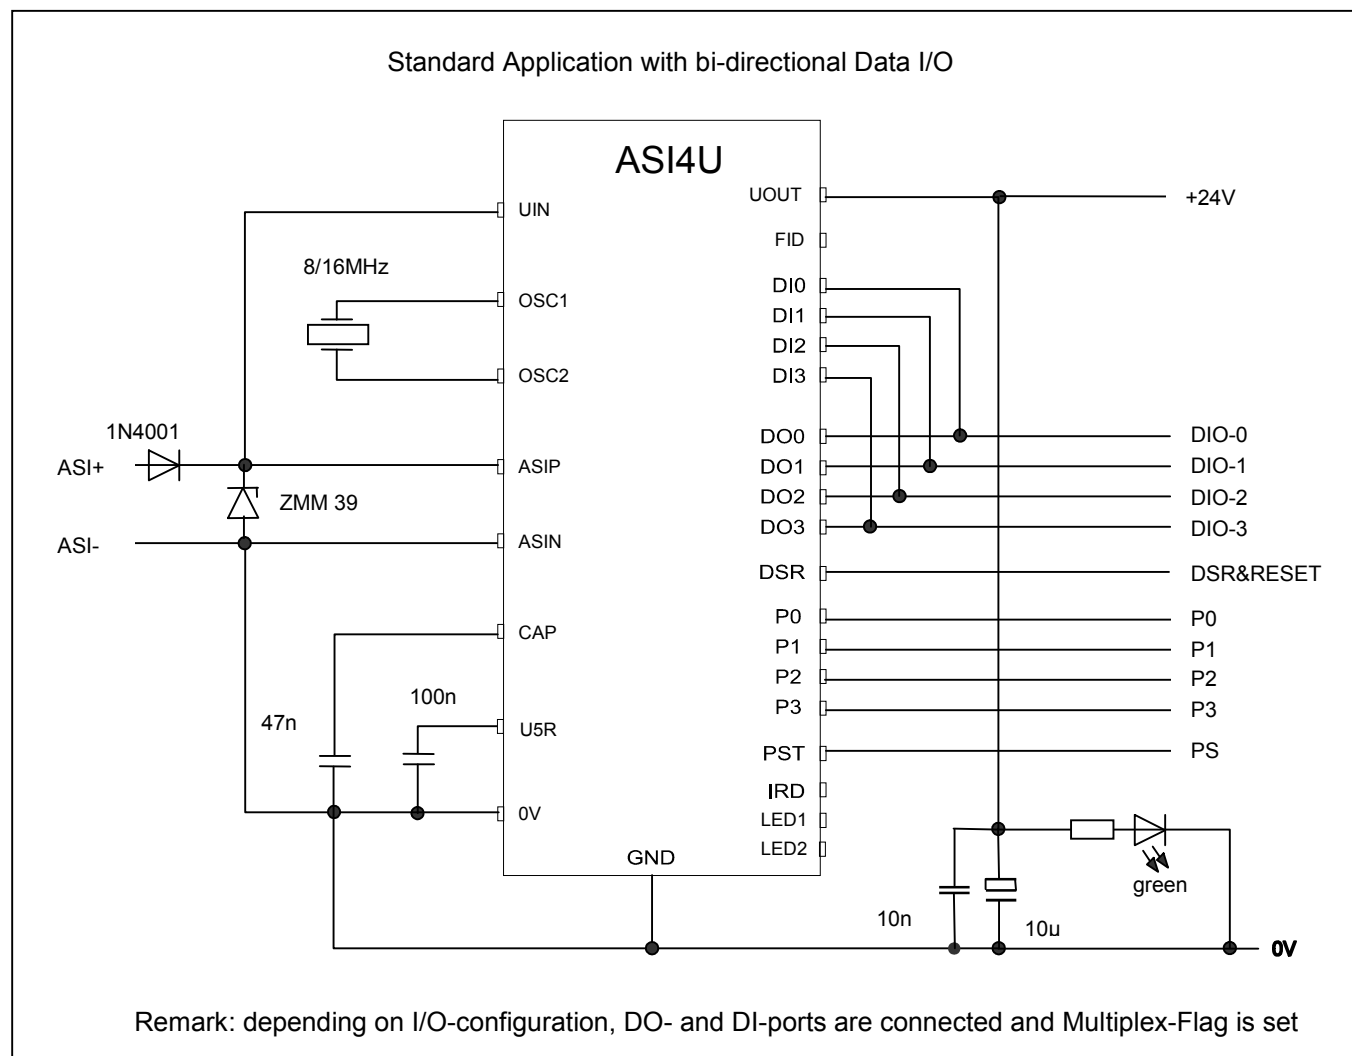 Standard Application with bi-directional Data I/O
ASI4U
UIN
8/16MHz
OSC1
OSC2
1N4001
ASI+
ASIP
ZMM 39
ASI-
ASIN
CAP
100n
47n
U5R
0V
GND
UOUT
FID
DI0
DI1
DI2
DI3
DO0
DO1
DO2
DO3
DSR
P0
P1
P2
P3
PST
IRD
LED1
LED2
+24V
DIO-0
DIO-1
DIO-2
DIO-3
DSR&RESET
P0
P1
P2
P3
PS
green
10n
10µ
0V
Remark: depending on I/O-configuration, DO- and DI-ports are connected and Multiplex-Flag is set